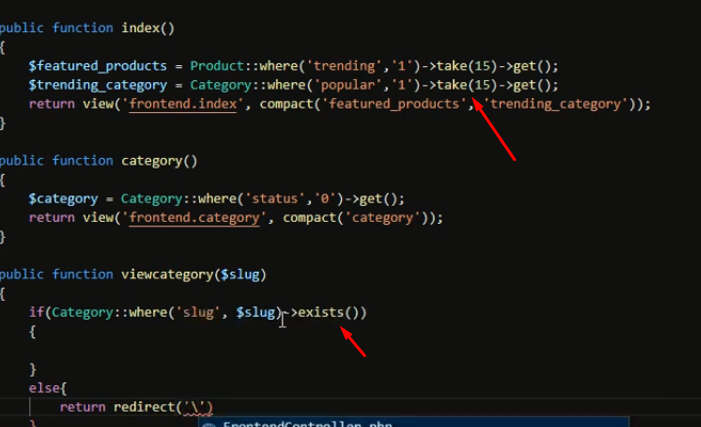 public function index()
{
$featured_products = Product::where('trending','1')->take(15)->get();
$trending_category = Category::where('popular','1')->take(15)->get();
return view('frontend.index', compact('featured_products','trending_category'));
}
public function category()
{
$category = Category::where('status','0')->get();
return view('frontend.category', compact('category'));
}
public function viewcategory($slug)
{
if(Category::where('slug', $slug)->exists())
{
}
else{
return redirect('\')
}
FrontendController.php